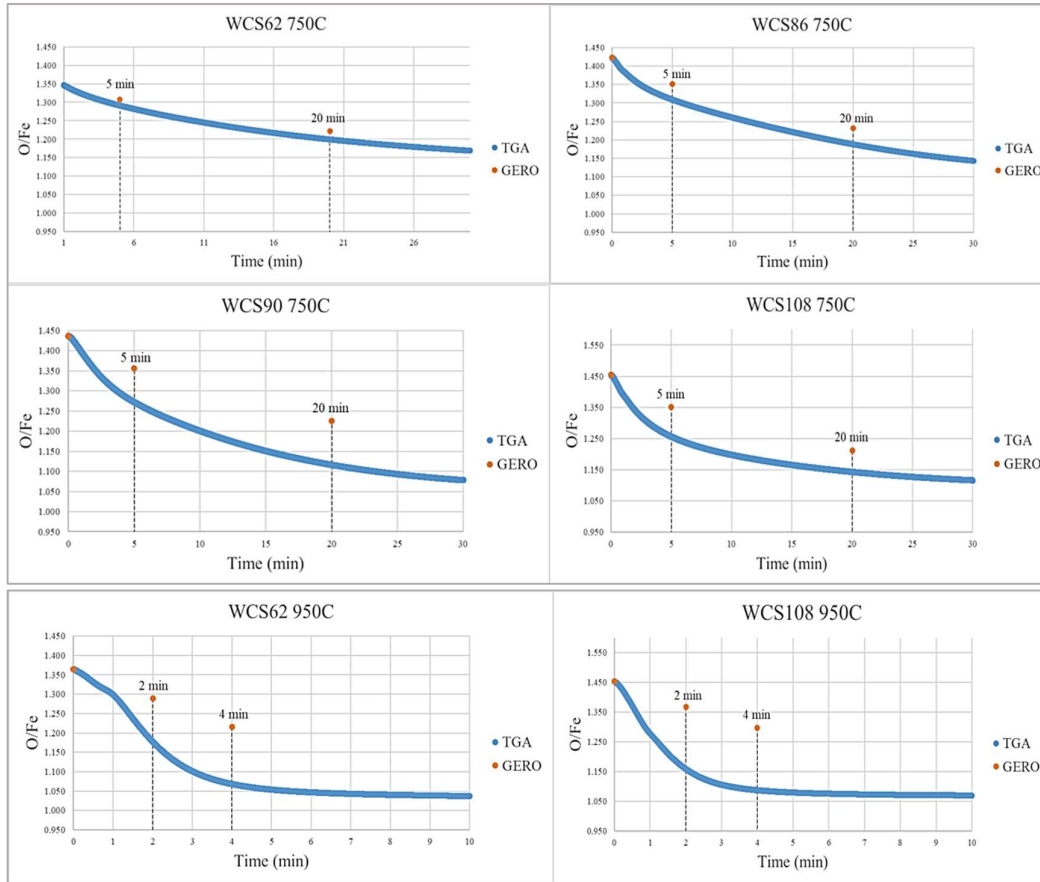 WCS62 750C
1.450
1.400
1.350
1.300
1.250
1.200
1.150
1.100
1.050
1.000
0.950
O/Fe
5 min
20 min
TGA
GERO
1 6 11 16 21 26
Time (min)
WCS86 750C
1.450
1.400
1.350
1.300
1.250
1.200
1.150
1.100
1.050
1.000
0.950
O/Fe
5 min
20 min
TGA
GERO
0 5 10 15 20 25 30
Time (min)
WCS90 750C
1.450
1.400
1.350
1.300
1.250
1.200
1.150
1.100
1.050
1.000
0.950
O/Fe
5 min
20 min
TGA
GERO
0 5 10 15 20 25 30
Time (min)
WCS108 750C
1.550
1.450
1.350
1.250
1.150
1.050
0.950
O/Fe
5 min
20 min
TGA
GERO
0 5 10 15 20 25 30
Time (min)
WCS62 950C
1.450
1.400
1.350
1.300
1.250
1.200
1.150
1.100
1.050
1.000
0.950
O/Fe
2 min
4 min
TGA
GERO
0 1 2 3 4 5 6 7 8 9 10
Time (min)
WCS108 950C
1.550
1.450
1.350
1.250
1.150
1.050
0.950
O/Fe
2 min
4 min
TGA
GERO
0 1 2 3 4 5 6 7 8 9 10
Time (min)